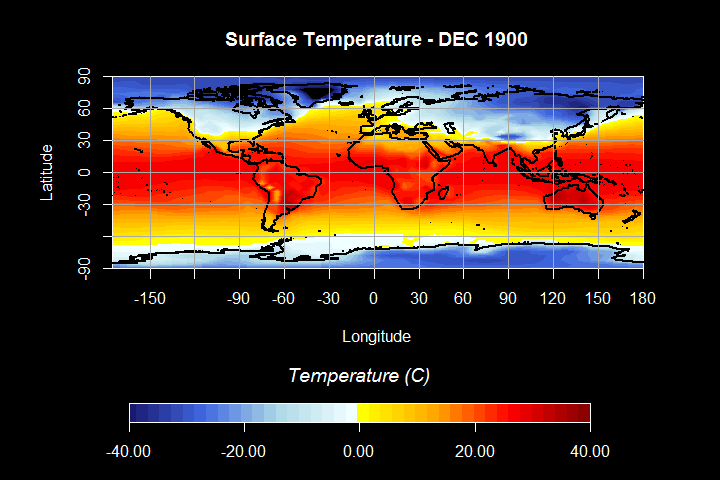 Surface Temperature - DEC 1900
90
60
30
0
-30
-90
Latitude
-150 -90 -60 -30 0 30 60 90 120 150 180
Longitude
Temperature (C)
-40.00 -20.00 0.00 20.00 40.00